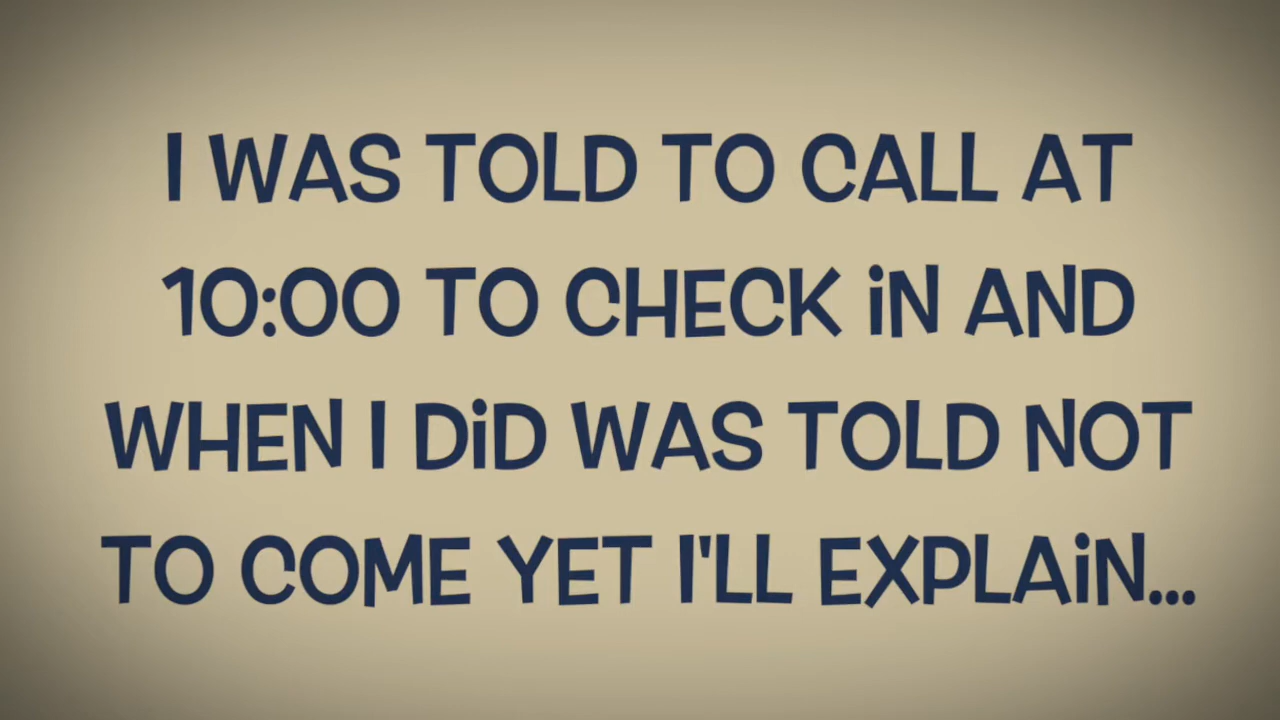 I WAS TOLD TO CALL AT
10:00 TO CHECK iN AND
WHEN I DiD WAS TOLD NOT
TO COME YET I'LL EXPLAiN...